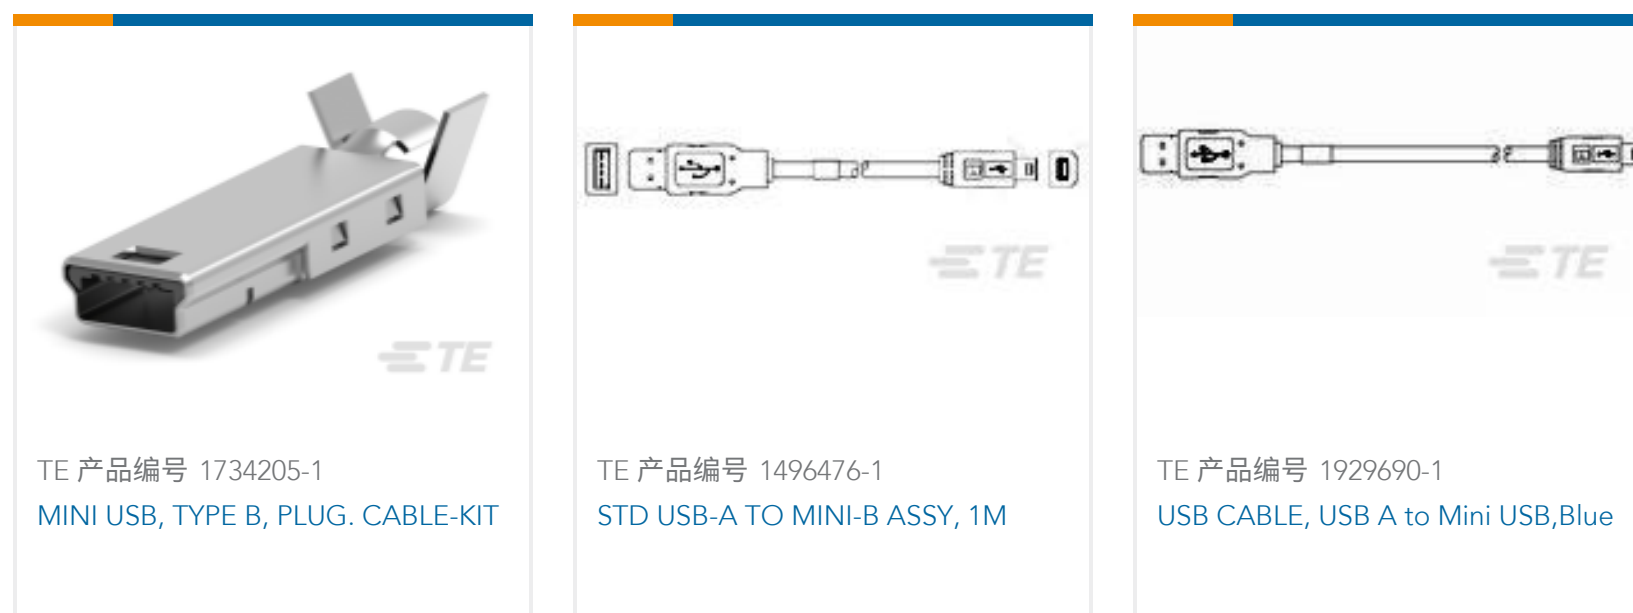 TE
TE
TE
TE 产品编号 1734205-1
MINI USB, TYPE B, PLUG. CABLE-KIT
TE 产品编号 1496476-1
STD USB-A TO MINI-B ASSY, 1M
TE 产品编号 1929690-1
USB CABLE, USB A to Mini USB,Blue